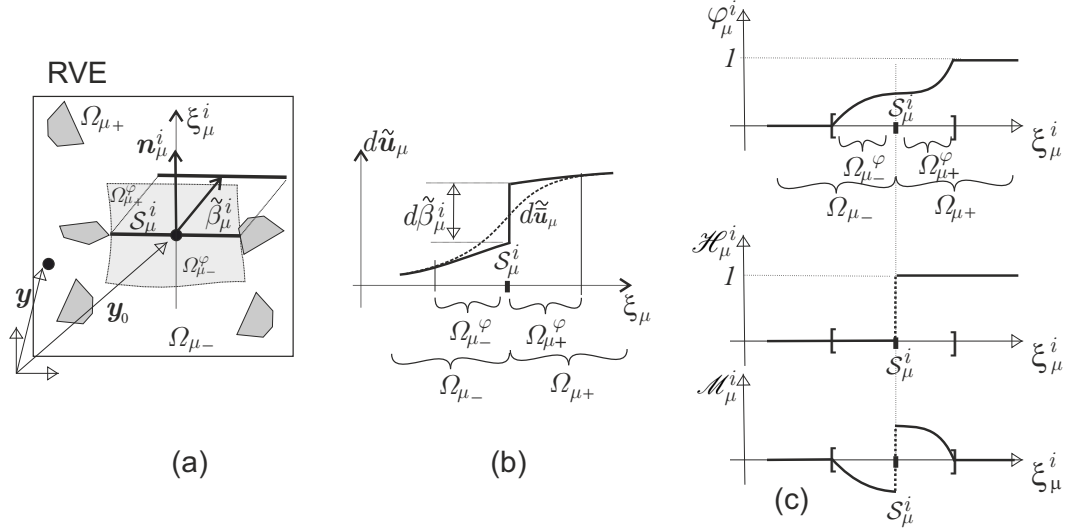 RVE
Ω_{μ+}
ξ_μ^i
n_μ^i
Ω_{μ+}^φ
S_μ^i
β̃_μ^i
Ω_{μ-}^φ
y
y_0
Ω_{μ-}
(a)
dũ_μ
dβ̃_μ^i
dũ̄_μ
S_μ^i
ξ_μ
Ω_{μ-}^φ
Ω_{μ+}^φ
Ω_{μ-}
Ω_{μ+}
(b)
φ_μ^i
1
S_μ^i
ξ_μ^i
Ω_{μ-}^φ
Ω_{μ+}^φ
Ω_{μ-}
Ω_{μ+}
ℋ_μ^i
1
S_μ^i
ξ_μ^i
ℳ_μ^i
S_μ^i
ξ_μ^i
(c)